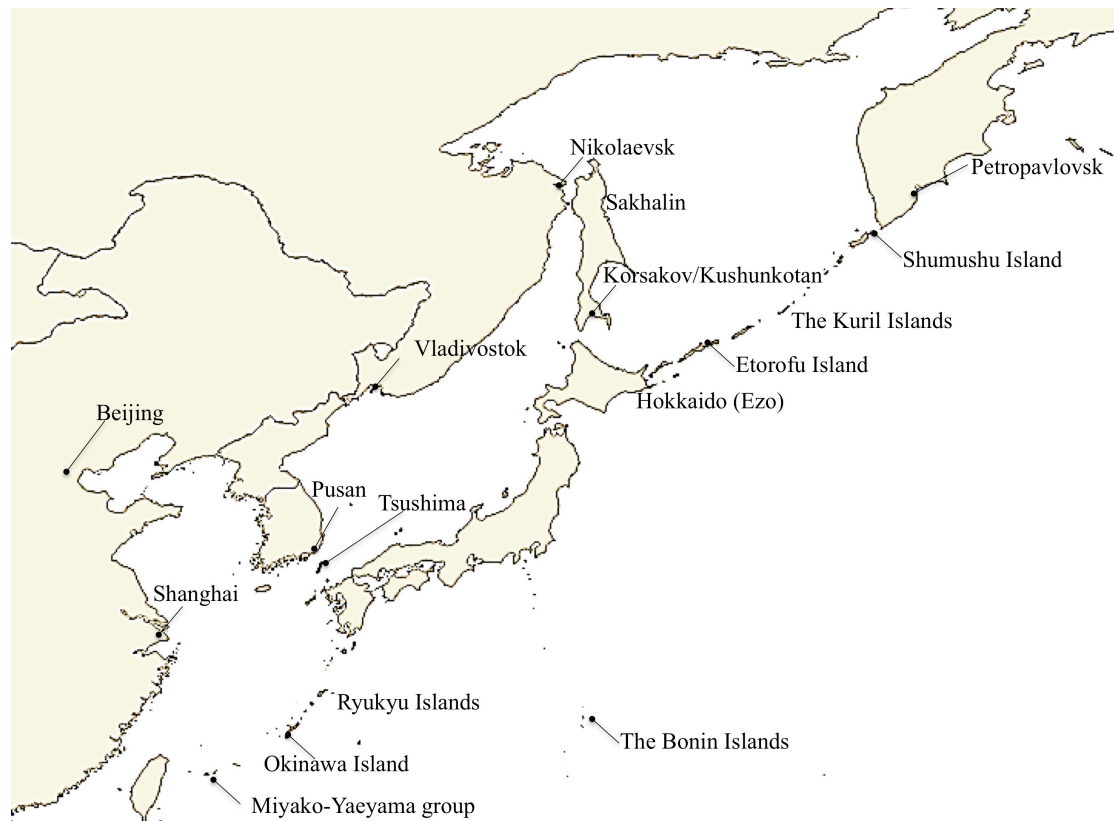 Nikolaevsk
Petropavlovsk
Sakhalin
Shumushu Island
Korsakov/Kushunkotan
The Kuril Islands
Vladivostok
Etorofu Island
Hokkaido (Ezo)
Beijing
Pusan
Tsushima
Shanghai
Ryukyu Islands
The Bonin Islands
Okinawa Island
Miyako-Yaeyama group